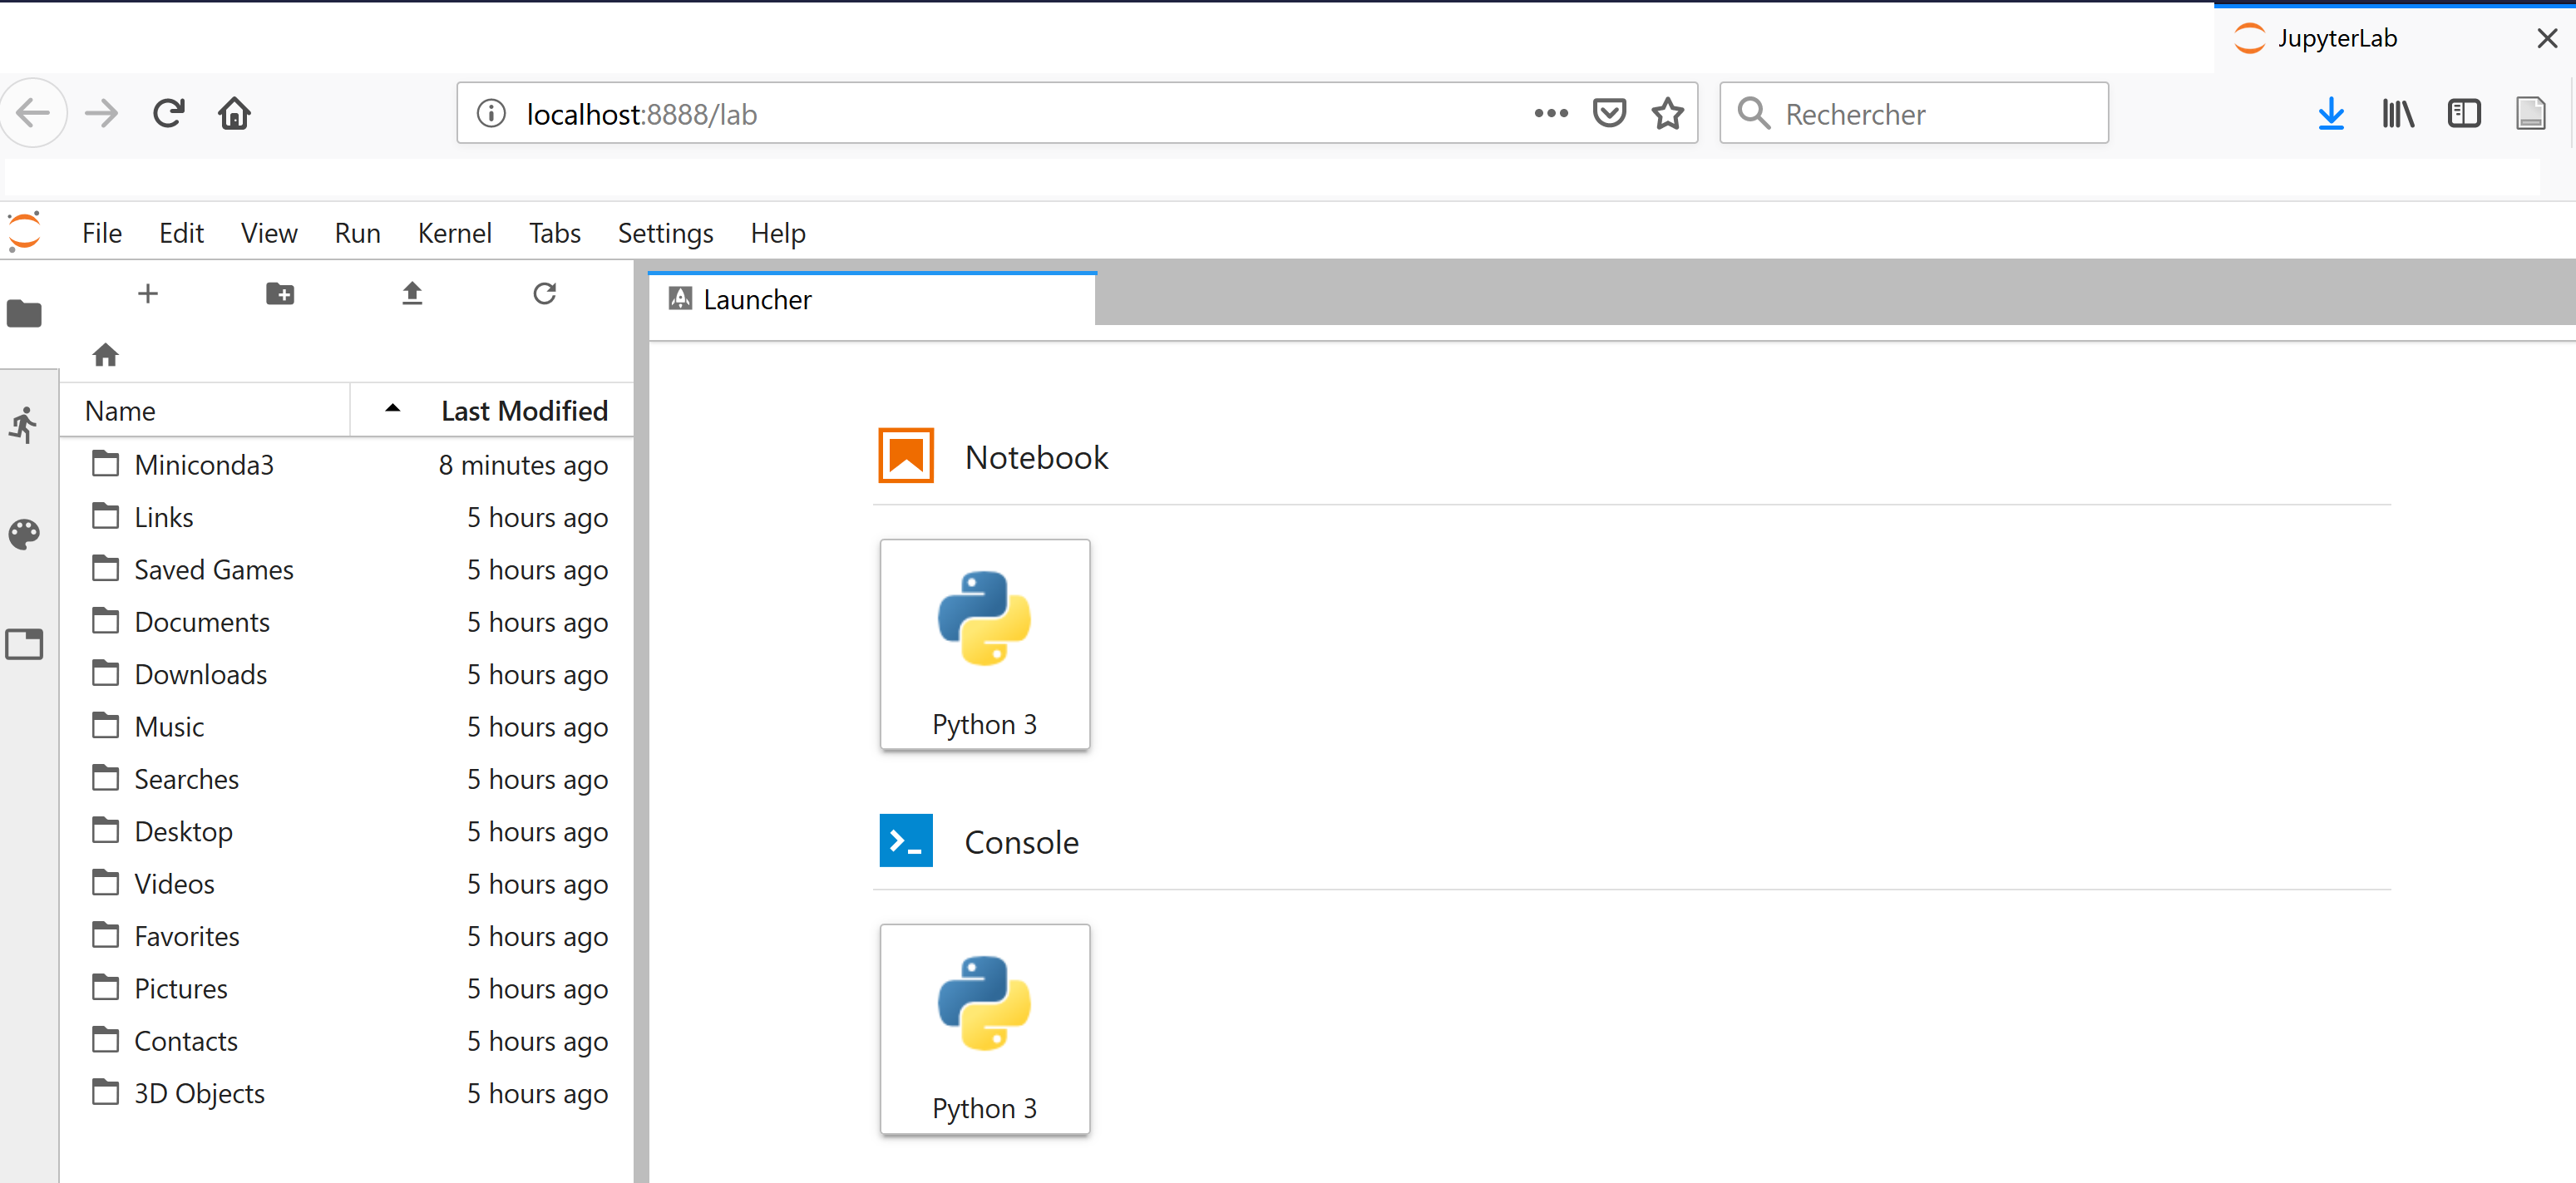 JupyterLab
localhost:8888/lab
Rechercher
File Edit View Run Kernel Tabs Settings Help
Launcher
Name Last Modified
Miniconda3 8 minutes ago
Links 5 hours ago
Saved Games 5 hours ago
Documents 5 hours ago
Downloads 5 hours ago
Music 5 hours ago
Searches 5 hours ago
Desktop 5 hours ago
Videos 5 hours ago
Favorites 5 hours ago
Pictures 5 hours ago
Contacts 5 hours ago
3D Objects 5 hours ago
Notebook
Python 3
Console
Python 3